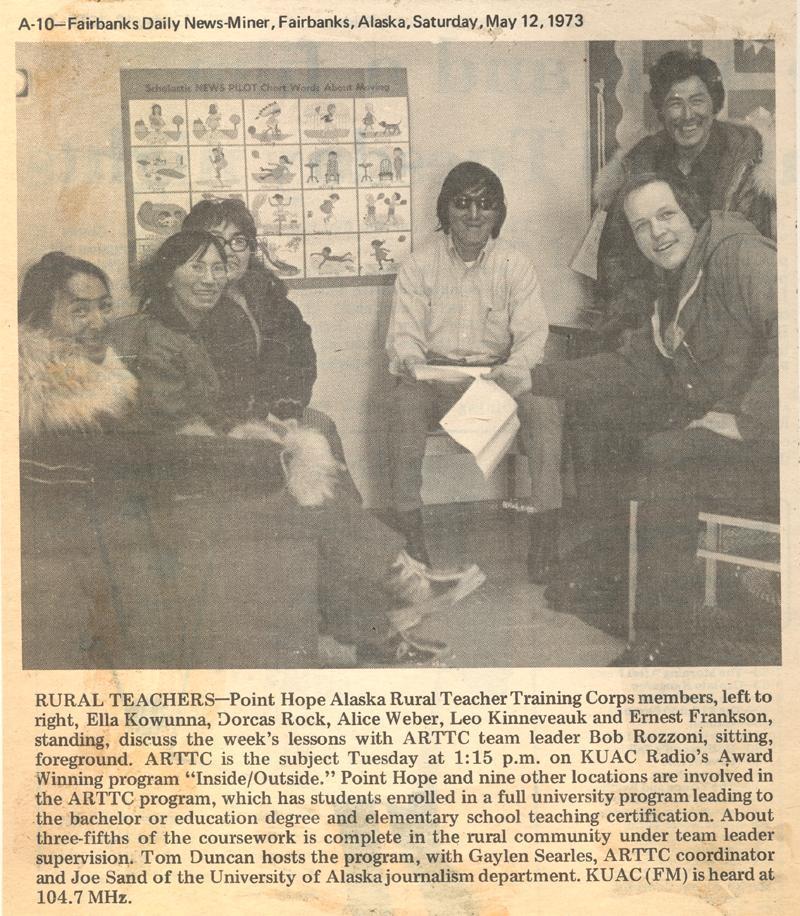 A-10—Fairbanks Daily News-Miner, Fairbanks, Alaska, Saturday, May 12, 1973
Scholastic NEWS PILOT Chart Words About Moving
RURAL TEACHERS—Point Hope Alaska Rural Teacher Training Corps members, left to
right, Ella Kowunna, Dorcas Rock, Alice Weber, Leo Kinneveauk and Ernest Frankson,
standing, discuss the week's lessons with ARTTC team leader Bob Rozzoni, sitting,
foreground. ARTTC is the subject Tuesday at 1:15 p.m. on KUAC Radio's Award
Winning program "Inside/Outside." Point Hope and nine other locations are involved in
the ARTTC program, which has students enrolled in a full university program leading to
the bachelor or education degree and elementary school teaching certification. About
three-fifths of the coursework is complete in the rural community under team leader
supervision. Tom Duncan hosts the program, with Gaylen Searles, ARTTC coordinator
and Joe Sand of the University of Alaska journalism department. KUAC (FM) is heard at
104.7 MHz.